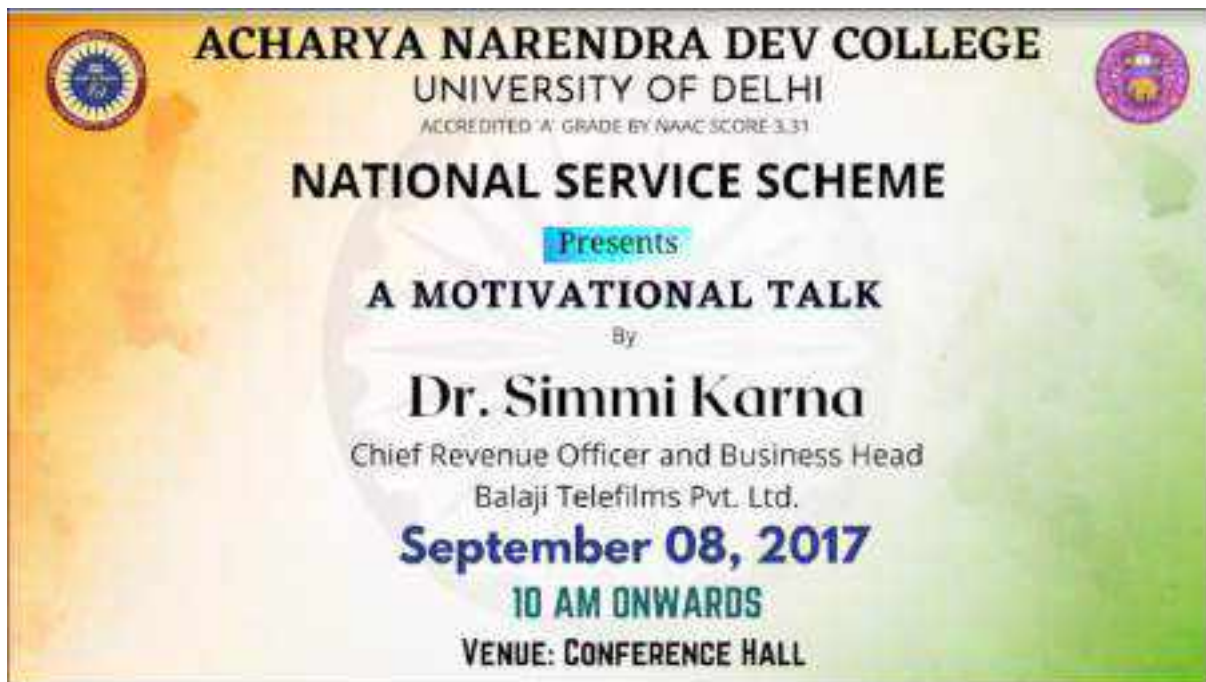 ACHARYA NARENDRA DEV COLLEGE
UNIVERSITY OF DELHI
ACCREDITED 'A' GRADE BY NAAC SCORE 3.31
NATIONAL SERVICE SCHEME
Presents
A MOTIVATIONAL TALK
By
Dr. Simmi Karna
Chief Revenue Officer and Business Head
Balaji Telefilms Pvt. Ltd.
September 08, 2017
10 AM ONWARDS
VENUE: CONFERENCE HALL